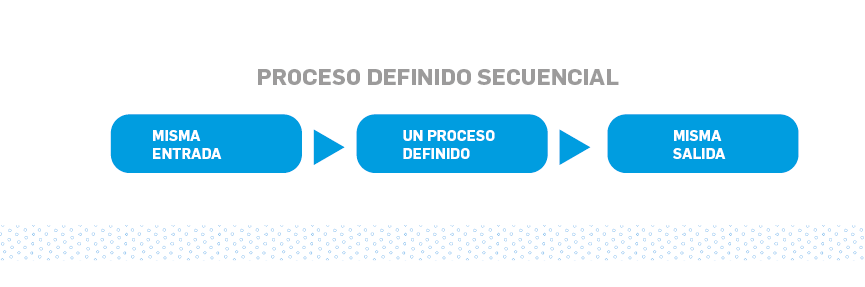 PROCESO DEFINIDO SECUENCIAL
MISMA
ENTRADA
UN PROCESO
DEFINIDO
MISMA
SALIDA